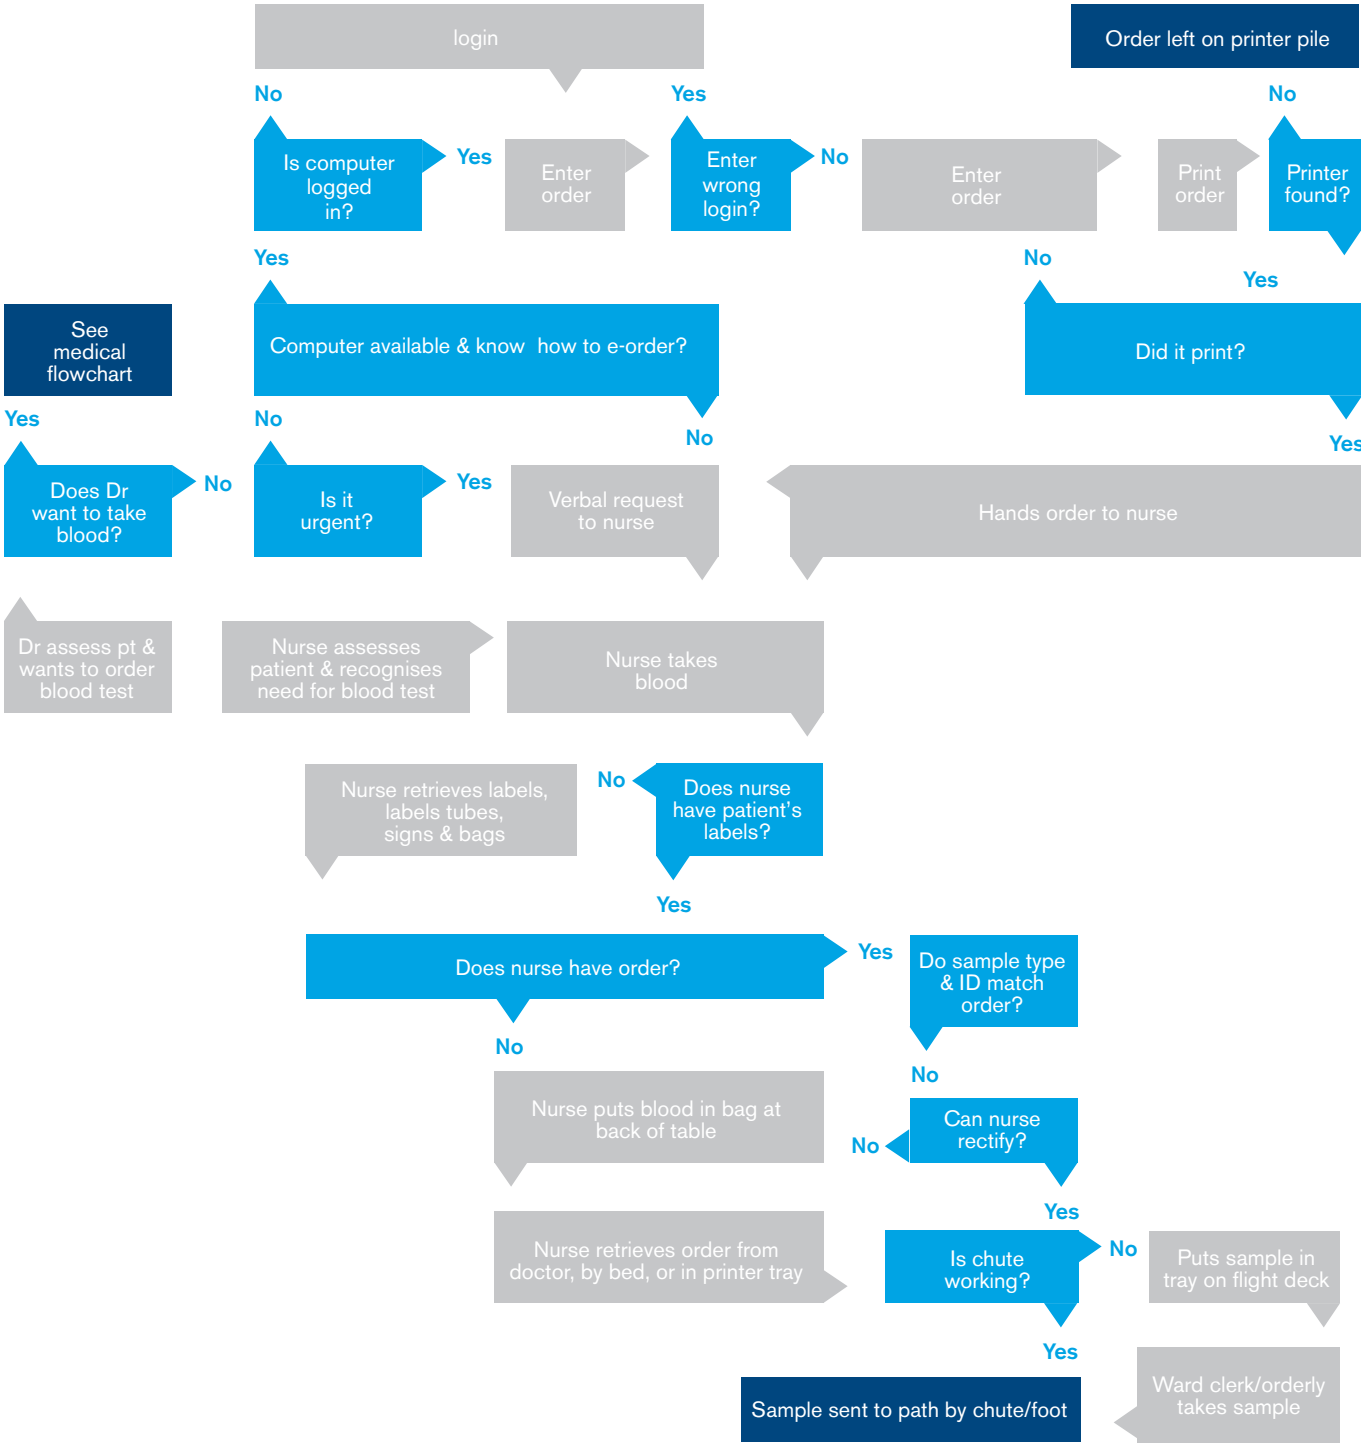 login
Order left on printer pile
No
Yes
No
Is computer
logged
in?
Yes
Enter
order
Enter
wrong
login?
No
Enter
order
Print
order
Printer
found?
Yes
No
Yes
See
medical
flowchart
Computer available & know how to e-order?
Did it print?
Yes
No
No
Yes
Does Dr
want to take
blood?
No
Is it
urgent?
Yes
Verbal request
to nurse
Hands order to nurse
Dr assess pt &
wants to order
blood test
Nurse assesses
patient & recognises
need for blood test
Nurse takes
blood
Nurse retrieves labels,
labels tubes,
signs & bags
No
Does nurse
have patient's
labels?
Yes
Does nurse have order?
Yes
Do sample type
& ID match
order?
No
No
Nurse puts blood in bag at
back of table
No
Can nurse
rectify?
Yes
Nurse retrieves order from
doctor, by bed, or in printer tray
Is chute
working?
No
Puts sample in
tray on flight deck
Yes
Sample sent to path by chute/foot
Ward clerk/orderly
takes sample